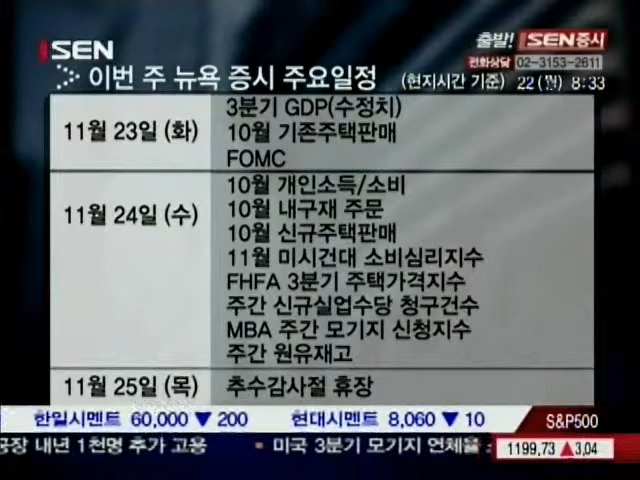 SEN
출발! SEN증시
전화상담 02-3153-2611
이번 주 뉴욕 증시 주요일정 (현지시간 기준) 22(월) 8:33
11월 23일 (화)
3분기 GDP(수정치)
10월 기존주택판매
FOMC
11월 24일 (수)
10월 개인소득/소비
10월 내구재 주문
10월 신규주택판매
11월 미시건대 소비심리지수
FHFA 3분기 주택가격지수
주간 신규실업수당 청구건수
MBA 주간 모기지 신청지수
주간 원유재고
11월 25일 (목)
추수감사절 휴장
한일시멘트 60,000 ▼ 200 현대시멘트 8,060 ▼ 10
S&P500
공장 내년 1천명 추가 고용 ▪ 미국 3분기 모기지 연체율
1199,73 ▲3,04